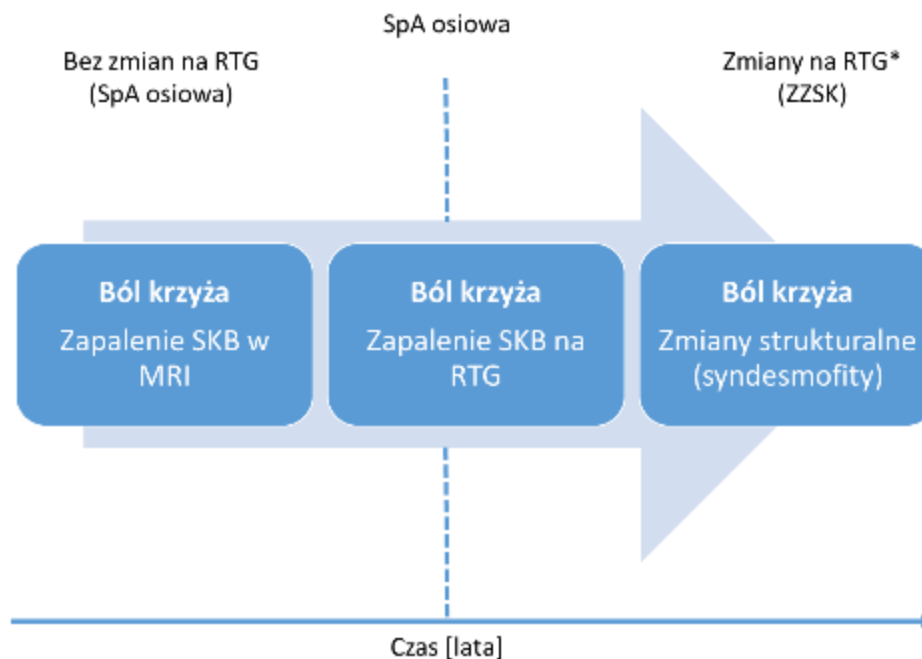 SpA osiowa
Bez zmian na RTG
(SpA osiowa)
Zmiany na RTG*
(ZZSK)
Ból krzyża
Zapalenie SKB w
MRI
Ból krzyża
Zapalenie SKB na
RTG
Ból krzyża
Zmiany strukturalne
(syndesmofity)
Czas [lata]